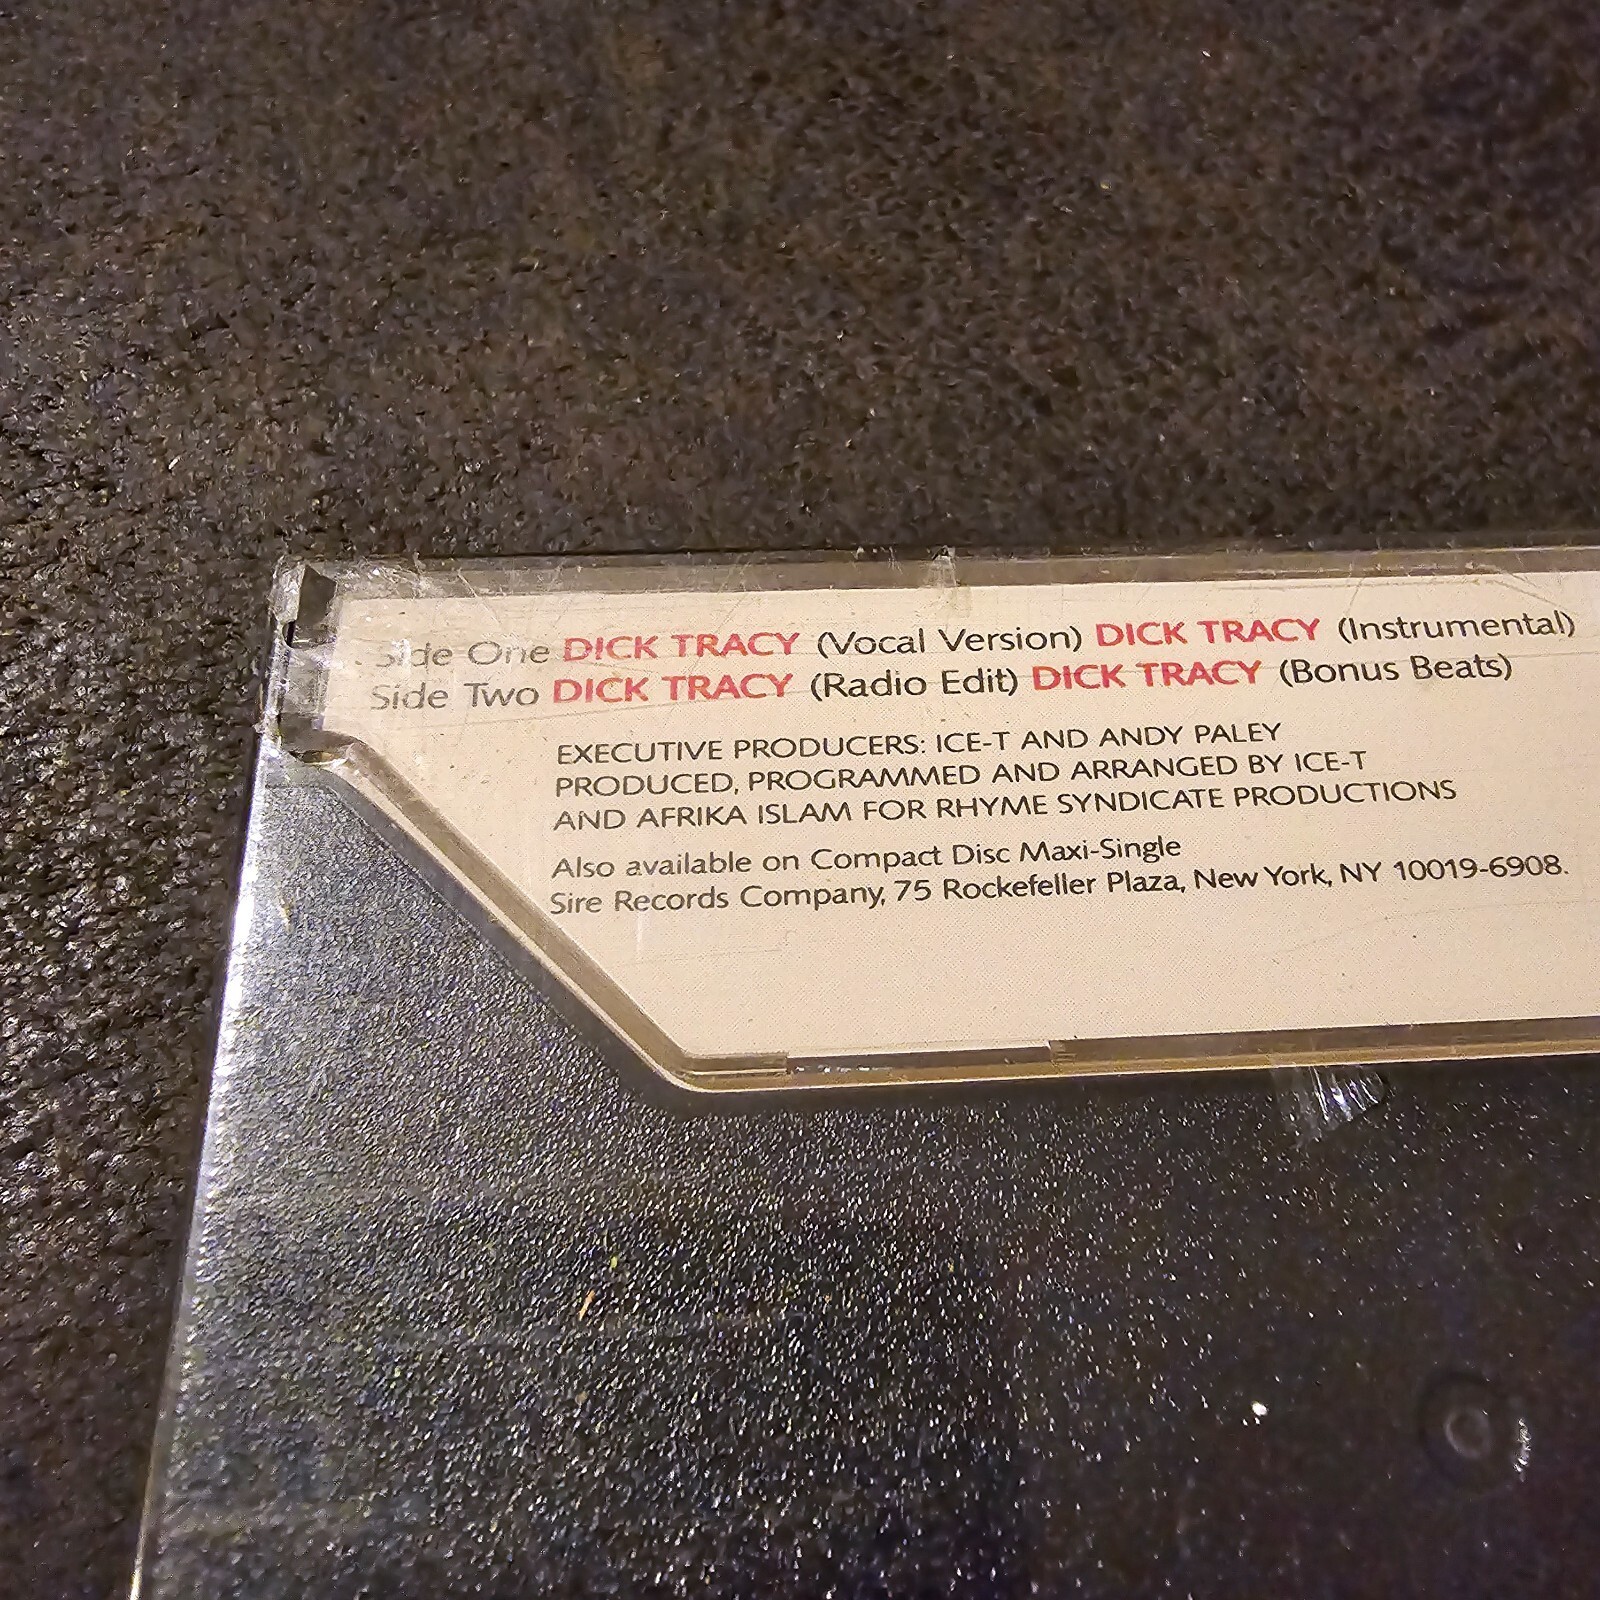 Side One DICK TRACY (Vocal Version) DICK TRACY (Instrumental)
Side Two DICK TRACY (Radio Edit) DICK TRACY (Bonus Beats)
EXECUTIVE PRODUCERS: ICE-T AND ANDY PALEY
PRODUCED, PROGRAMMED AND ARRANGED BY ICE-T
AND AFRIKA ISLAM FOR RHYME SYNDICATE PRODUCTIONS
Also available on Compact Disc Maxi-Single
Sire Records Company, 75 Rockefeller Plaza, New York, NY 10019-6908.